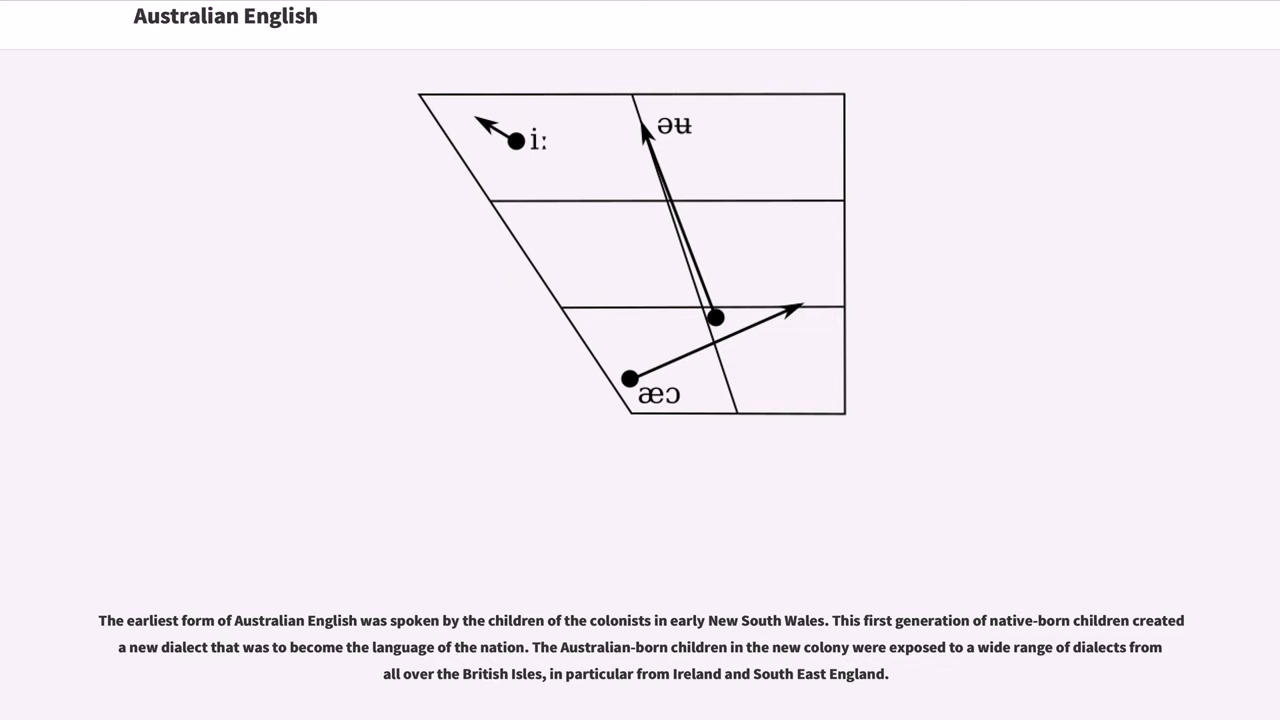 Australian English
iː
əʉ
æɔ
The earliest form of Australian English was spoken by the children of the colonists in early New South Wales. This first generation of native-born children created
a new dialect that was to become the language of the nation. The Australian-born children in the new colony were exposed to a wide range of dialects from
all over the British Isles, in particular from Ireland and South East England.